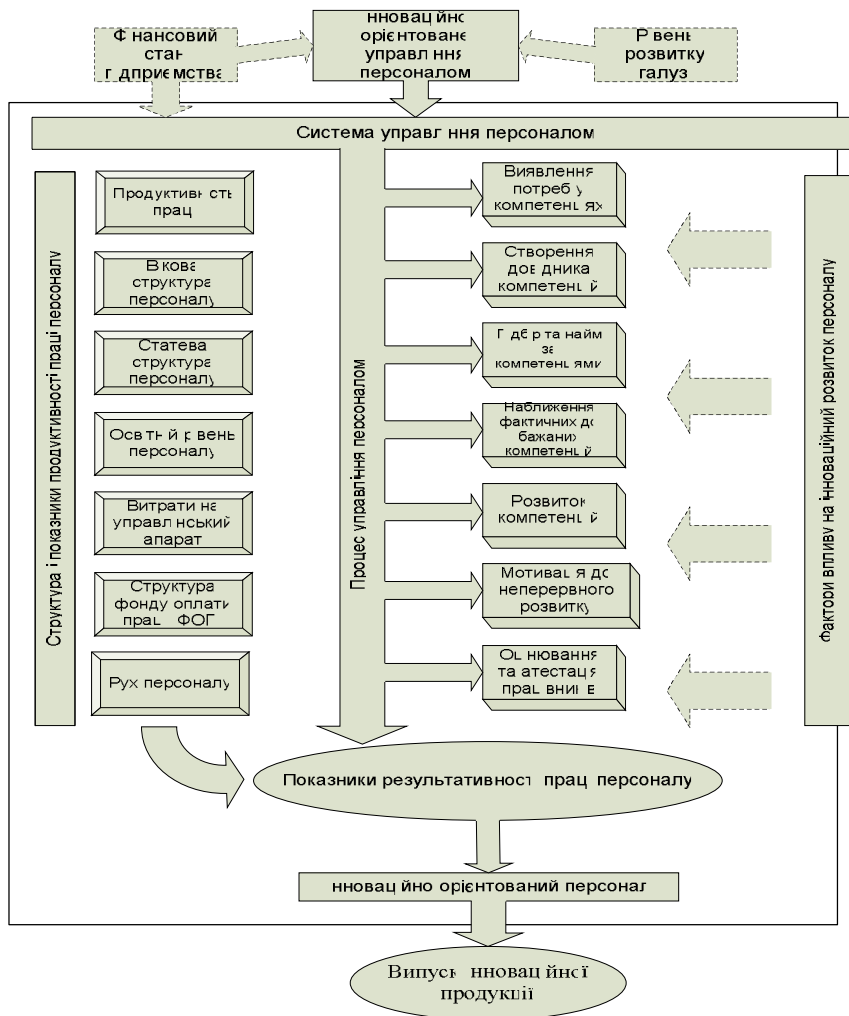 Ф нансовий
стан
п дприємства
нновац йно
орієнтоване
управл ння
персоналом
Р вень
розвитку
галуз
Система управл ння персоналом
Структура і показники продуктивності праці персоналу
Продуктивн сть
прац
В кова
структура
персоналу
Статева
структура
персоналу
Осв тн й р вень
персоналу
Витрати на
управл нський
апарат
Структура
фонду оплати
прац ФОП
Рух персоналу
Процес управління персоналом
Виявлення
потреб у
компетенц ях
Створення
дов дника
компетенц й
П дб р та найм
за
компетенц ями
Наближення
фактичних до
бажаних
компетенц й
Розвиток
компетенц й
Мотивац я до
неперервного
розвитку
Оц нювання
та атестац я
прац вник в
Фактори впливу на інноваційний розвиток персоналу
Показники результативност прац персоналу
нновац йно орієнтований персонал
Випуск нновац йної
продукції